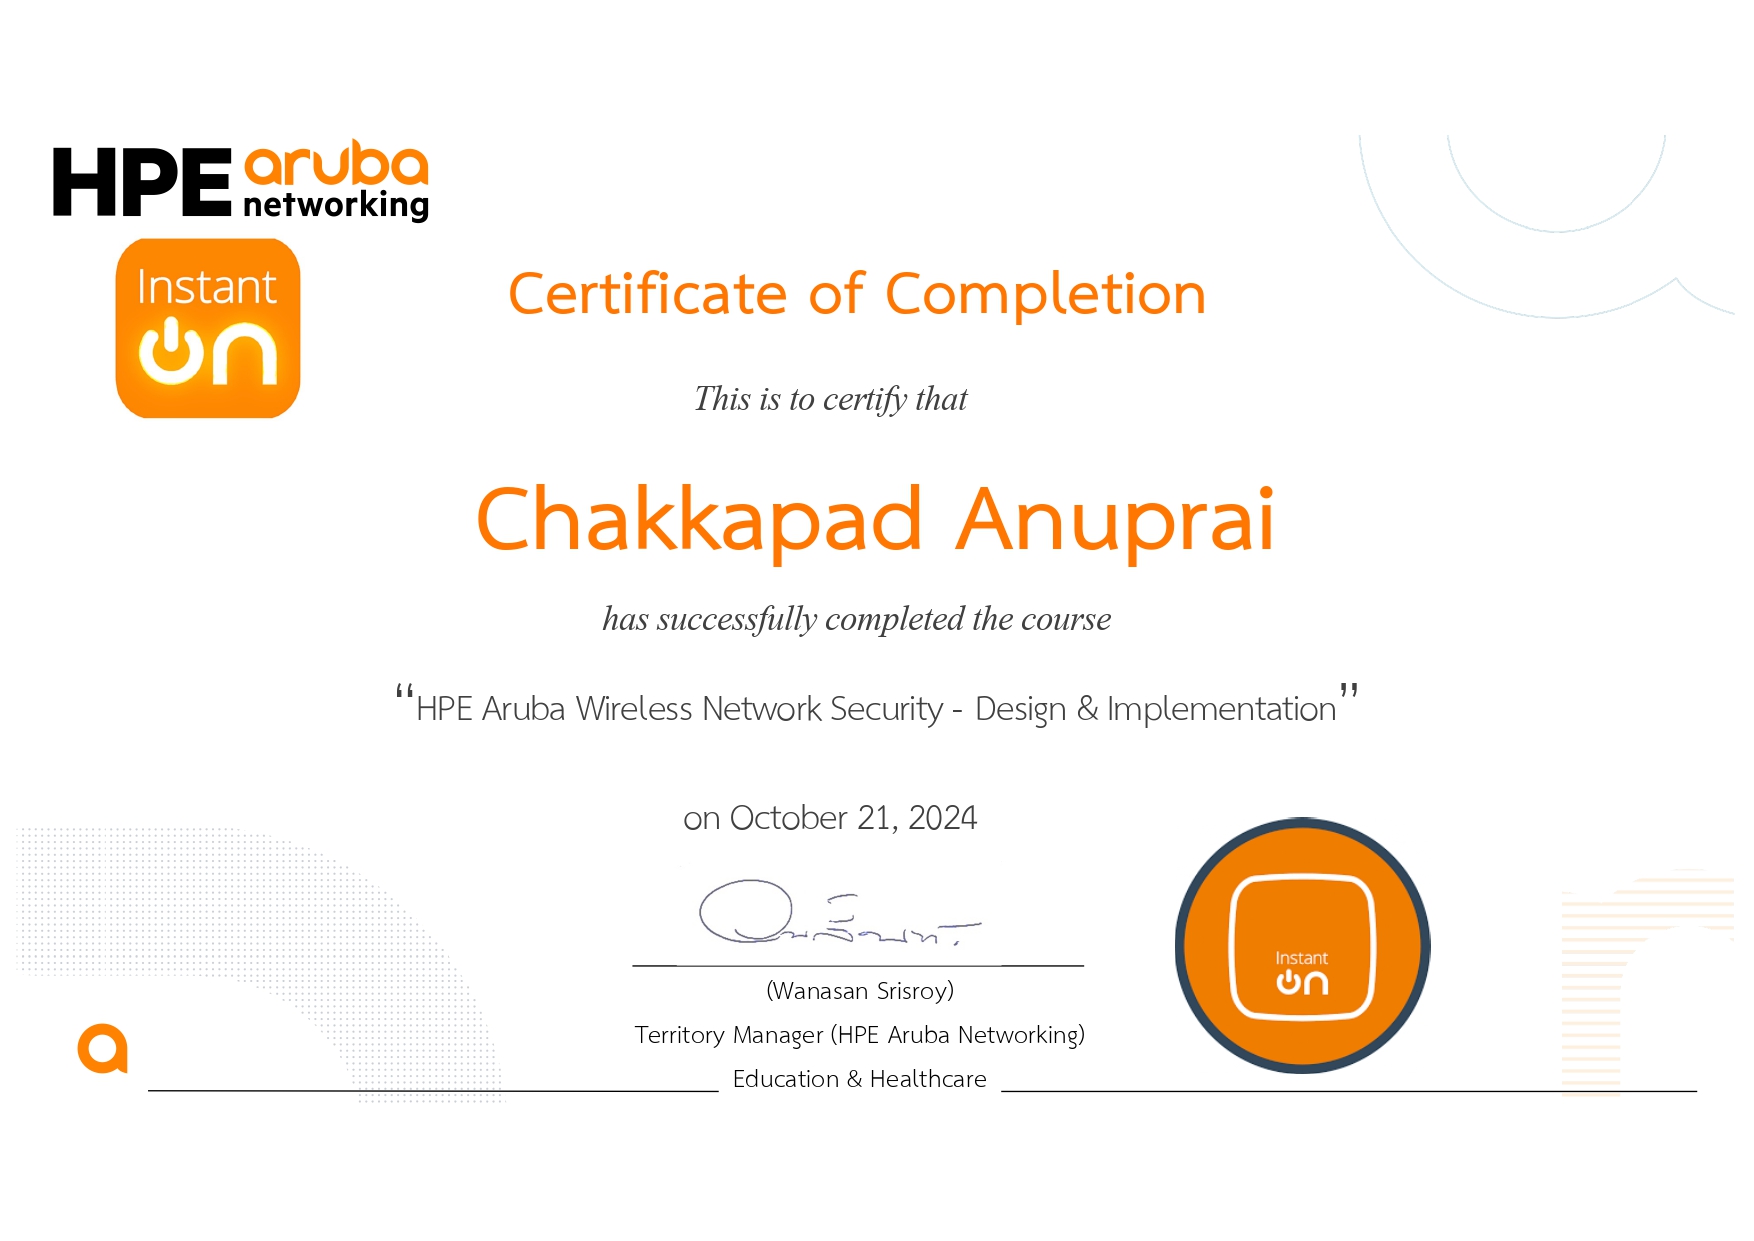 HPE aruba
networking
Instant
on
Certificate of Completion
This is to certify that
Chakkapad Anuprai
has successfully completed the course
“HPE Aruba Wireless Network Security - Design & Implementation”
on October 21, 2024
(Wanasan Srisroy)
Territory Manager (HPE Aruba Networking)
Education & Healthcare
Instant
on
a